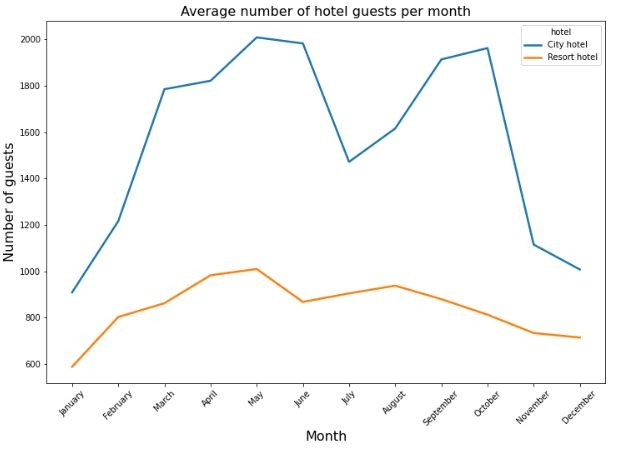 Average number of hotel guests per month
hotel
City hotel
Resort hotel
Number of guests
2000
1800
1600
1400
1200
1000
800
600
January
February
March
April
May
June
July
August
September
October
November
December
Month